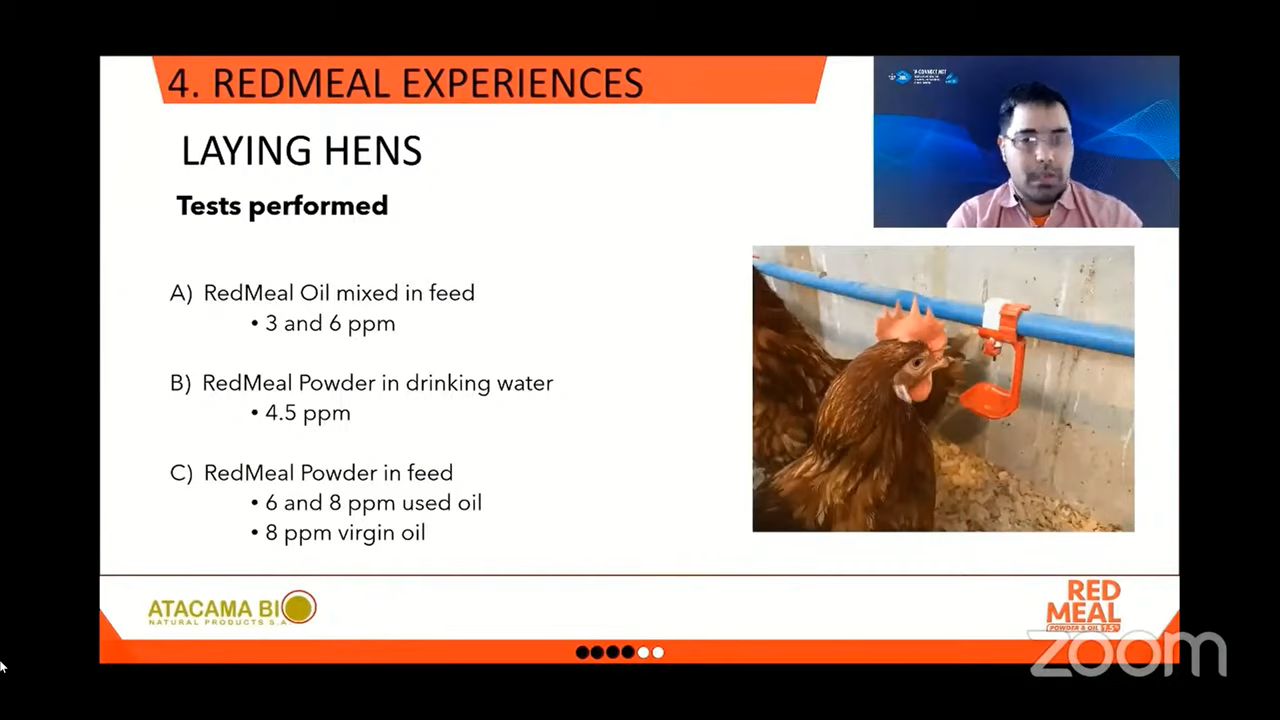 4. REDMEAL EXPERIENCES
LAYING HENS
Tests performed
A) RedMeal Oil mixed in feed
• 3 and 6 ppm
B) RedMeal Powder in drinking water
• 4.5 ppm
C) RedMeal Powder in feed
• 6 and 8 ppm used oil
• 8 ppm virgin oil
ATACAMA BIO
NATURAL PRODUCTS S.A
RED
MEAL
POWDER & OIL 1.5%
zoom